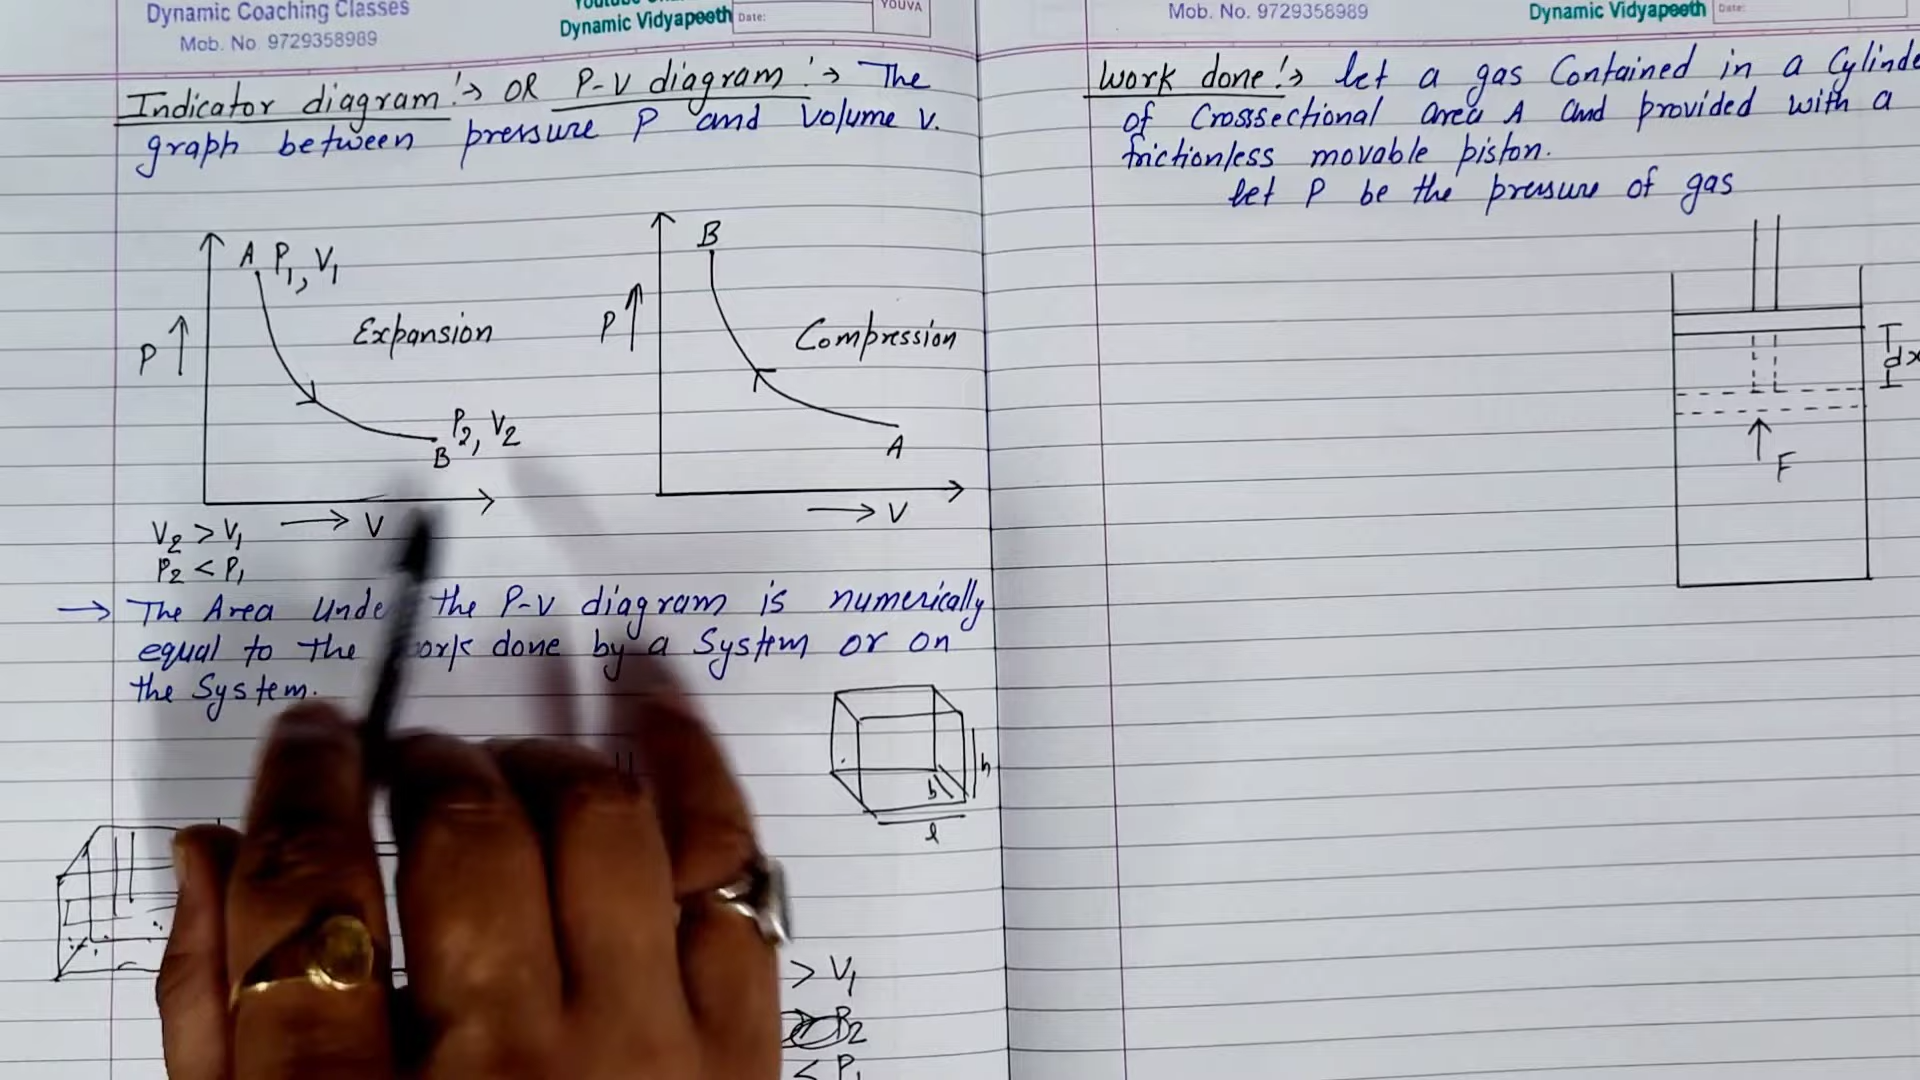 Dynamic Coaching Classes
Mob. No. 9729358989
Dynamic Vidyapeeth
Date:
YOUVA
Indicator diagram :→ OR P-V diagram :→ The
graph between pressure P and volume V.
A P1, V1
Expansion
P ↑
P2, V2
B
→ V
V2 > V1
P2 < P1
B
P ↑
Compression
A
→ V
→ The Area Unde the P-V diagram is numerically
equal to the work done by a System or on
the System.
h
b
l
> V1
< P1
Mob. No. 9729358989
Dynamic Vidyapeeth
Date:
Work done :→ let a gas Contained in a Cylinde
of Crosssectional area A and provided with a
frictionless movable piston.
let P be the pressure of gas
dx
F